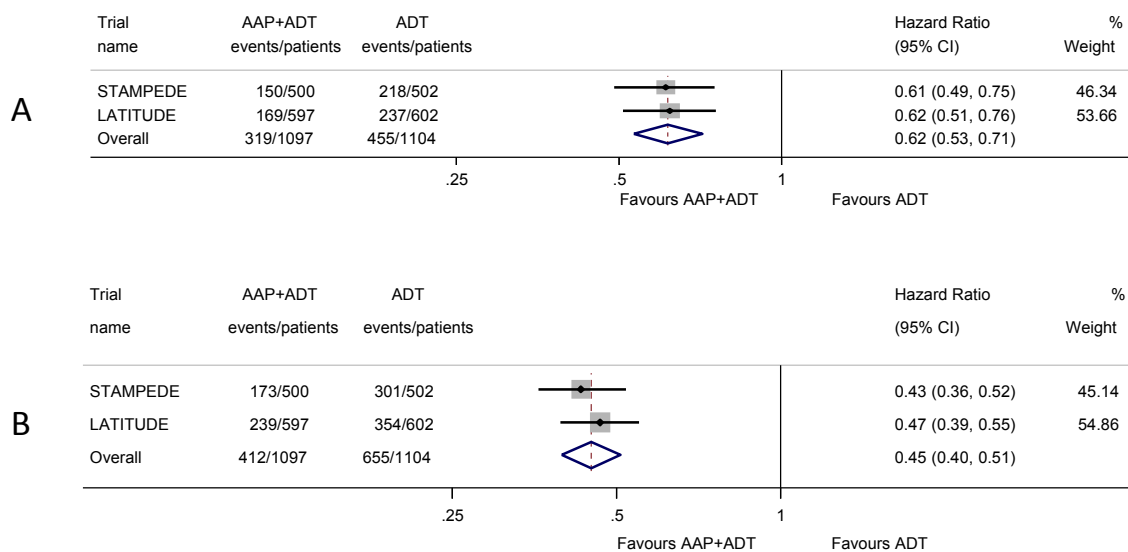 Trial AAP+ADT ADT Hazard Ratio %
name events/patients events/patients (95% CI) Weight
A
STAMPEDE 150/500 218/502 0.61 (0.49, 0.75) 46.34
LATITUDE 169/597 237/602 0.62 (0.51, 0.76) 53.66
Overall 319/1097 455/1104 0.62 (0.53, 0.71)
.25 .5 1
Favours AAP+ADT Favours ADT
Trial AAP+ADT ADT Hazard Ratio %
name events/patients events/patients (95% CI) Weight
STAMPEDE 173/500 301/502 0.43 (0.36, 0.52) 45.14
B
LATITUDE 239/597 354/602 0.47 (0.39, 0.55) 54.86
Overall 412/1097 655/1104 0.45 (0.40, 0.51)
.25 .5 1
Favours AAP+ADT Favours ADT